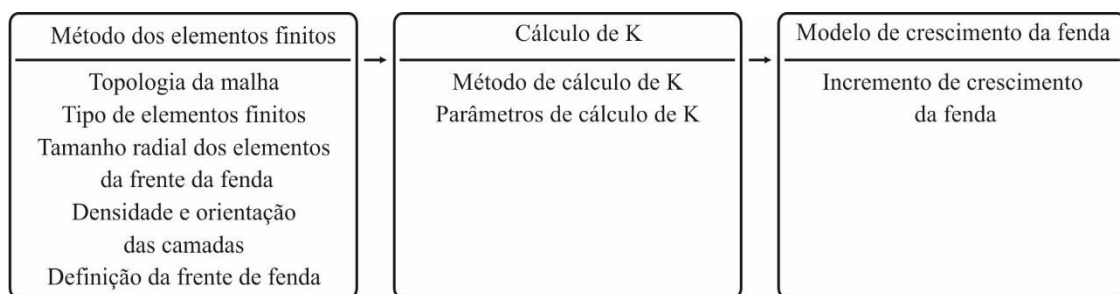 Método dos elementos finitos
Topologia da malha
Tipo de elementos finitos
Tamanho radial dos elementos
da frente da fenda
Densidade e orientação
das camadas
Definição da frente de fenda
Cálculo de K
Método de cálculo de K
Parâmetros de cálculo de K
Modelo de crescimento da fenda
Incremento de crescimento
da fenda